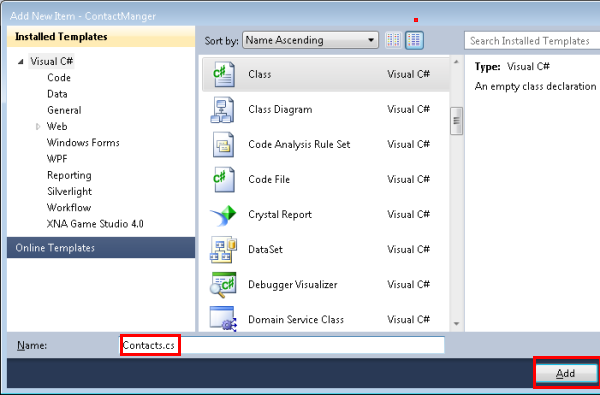 Add New Item - ContactManger
Installed Templates
Visual C#
Code
Data
General
Web
Windows Forms
WPF
Reporting
Silverlight
Workflow
XNA Game Studio 4.0
Online Templates
Sort by: Name Ascending
Class Visual C#
Class Diagram Visual C#
Code Analysis Rule Set Visual C#
Code File Visual C#
Crystal Report Visual C#
DataSet Visual C#
Debugger Visualizer Visual C#
Domain Service Class Visual C#
Search Installed Templates
Type: Visual C#
An empty class declaration
Name: Contacts.cs
Add